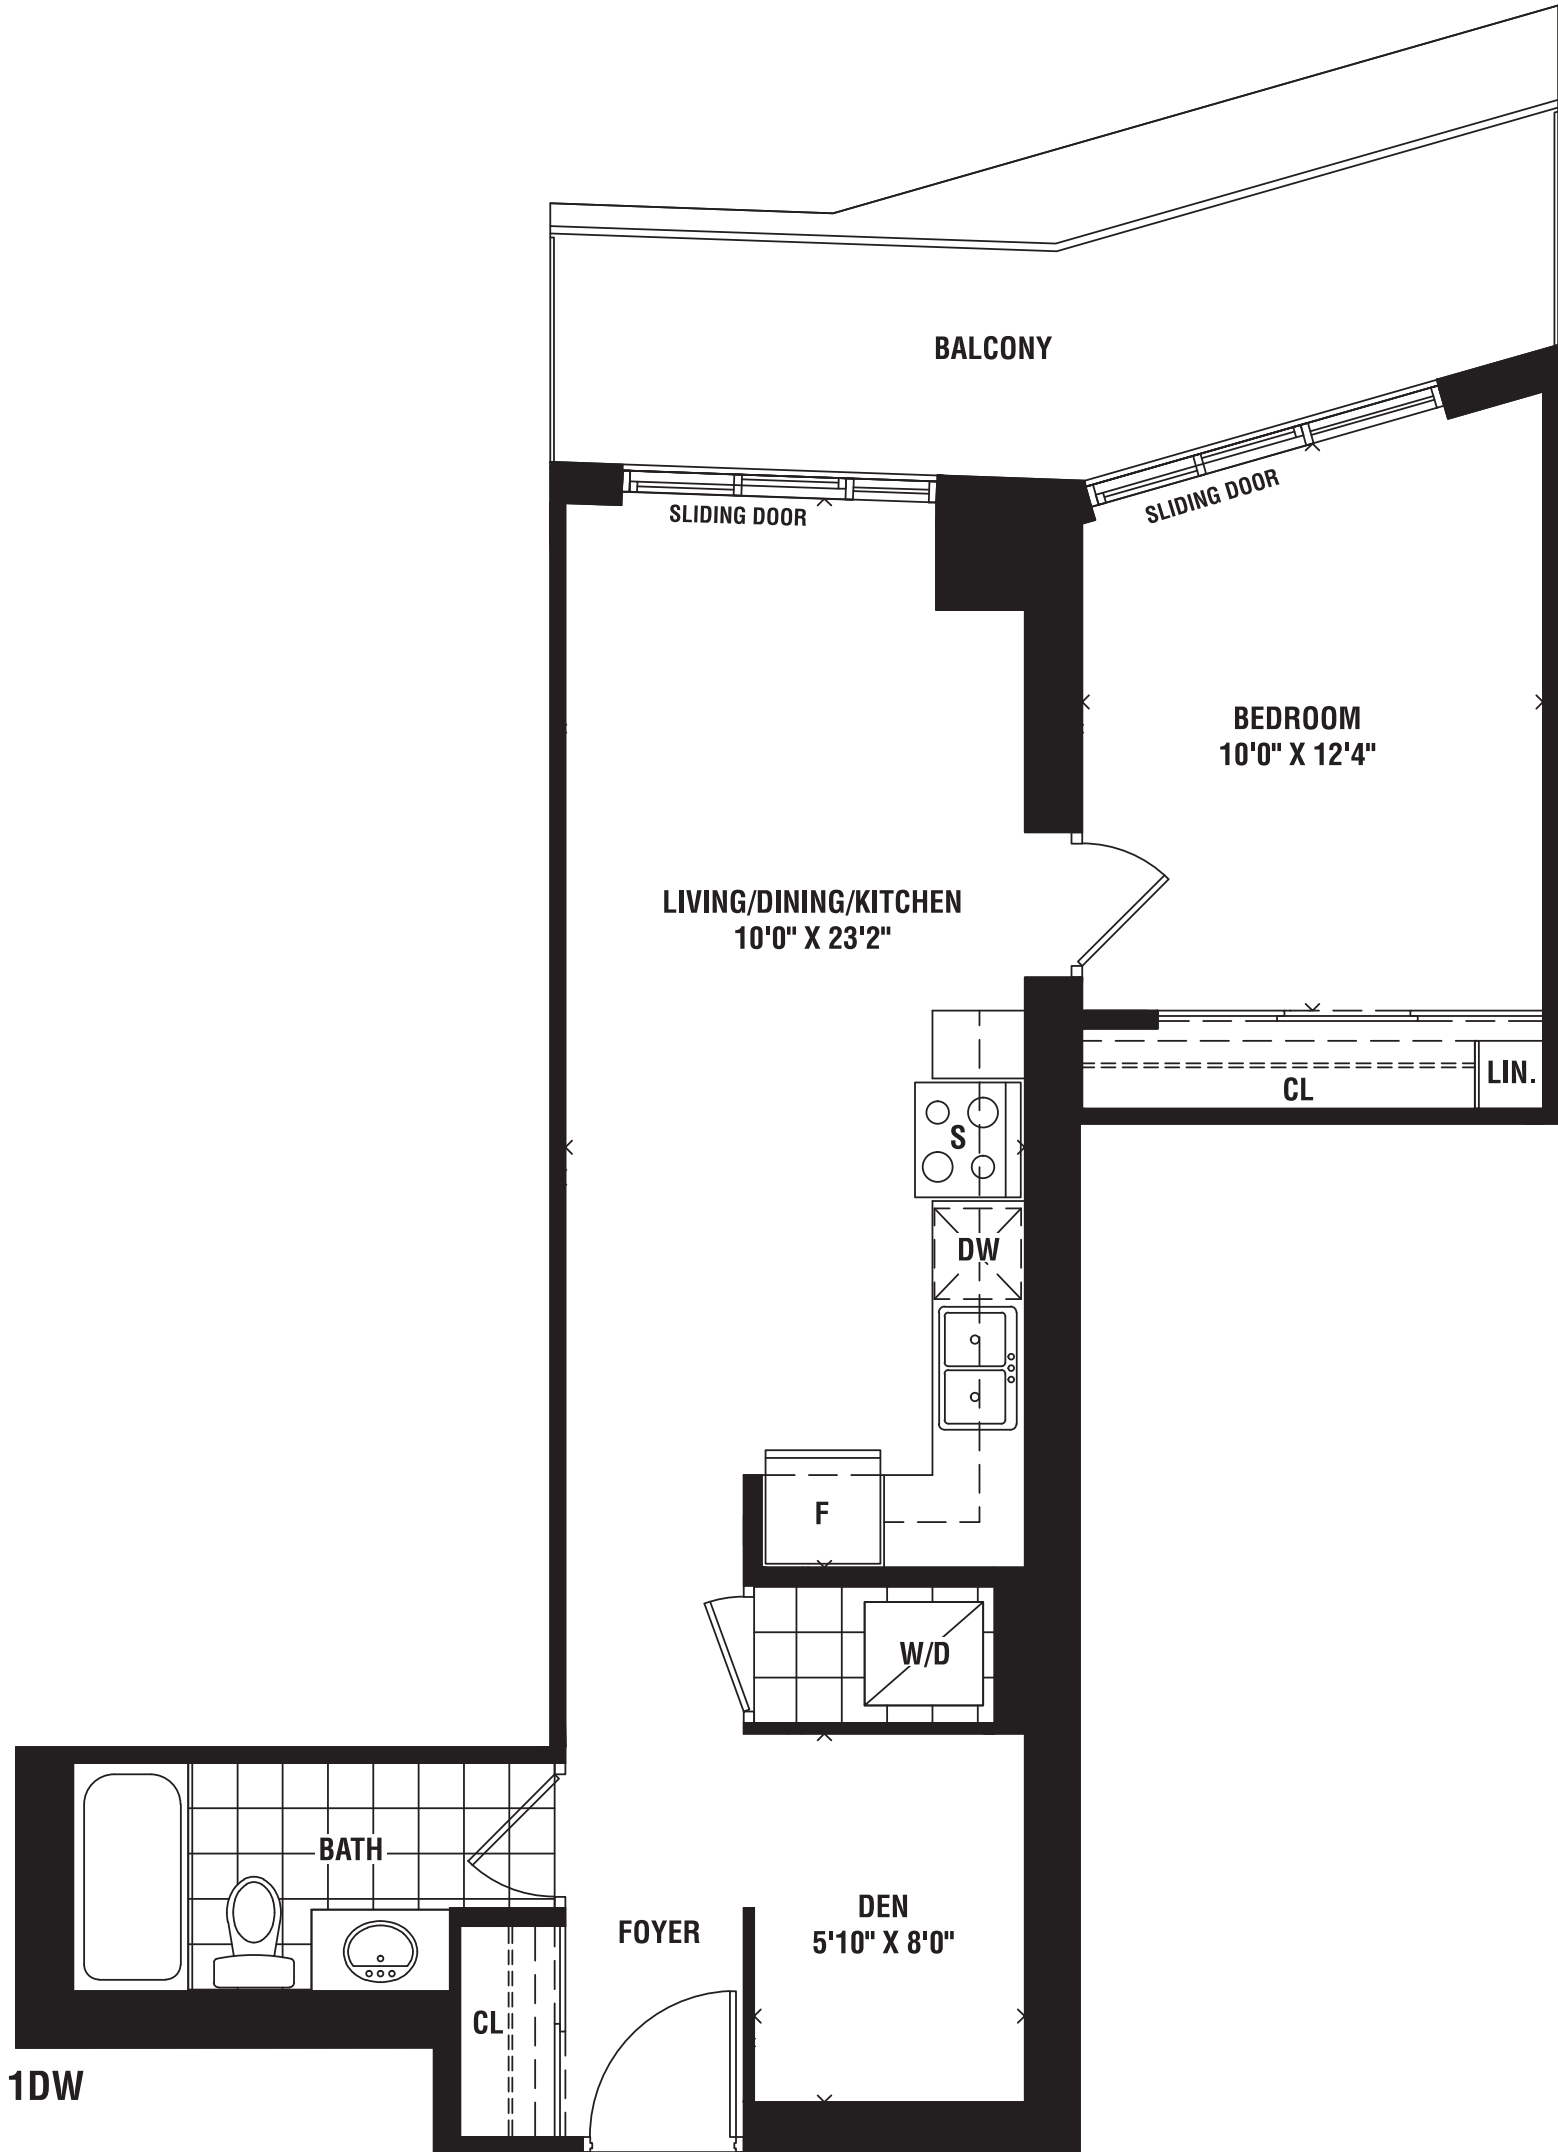 BALCONY
SLIDING DOOR
SLIDING DOOR
BEDROOM
10'0" X 12'4"
LIVING/DINING/KITCHEN
10'0" X 23'2"
CL
LIN.
S
DW
F
W/D
BATH
FOYER
DEN
5'10" X 8'0"
CL
1DW